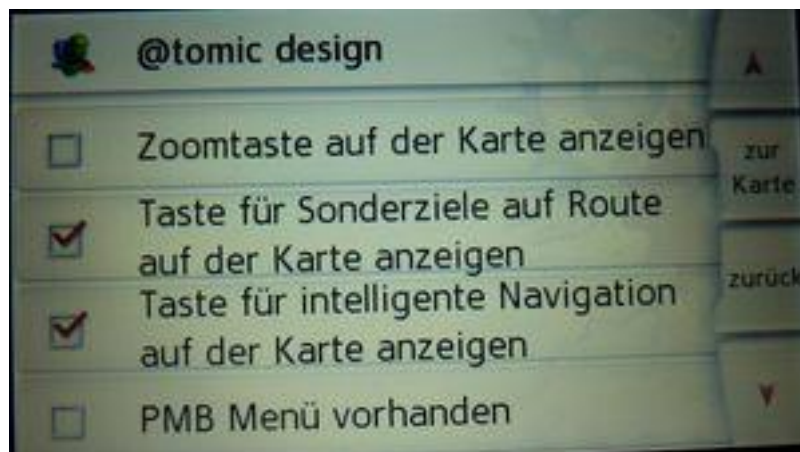 @tomic design
Zoomtaste auf der Karte anzeigen
zur
Karte
Taste für Sonderziele auf Route
auf der Karte anzeigen
zurück
Taste für intelligente Navigation
auf der Karte anzeigen
PMB Menü vorhanden